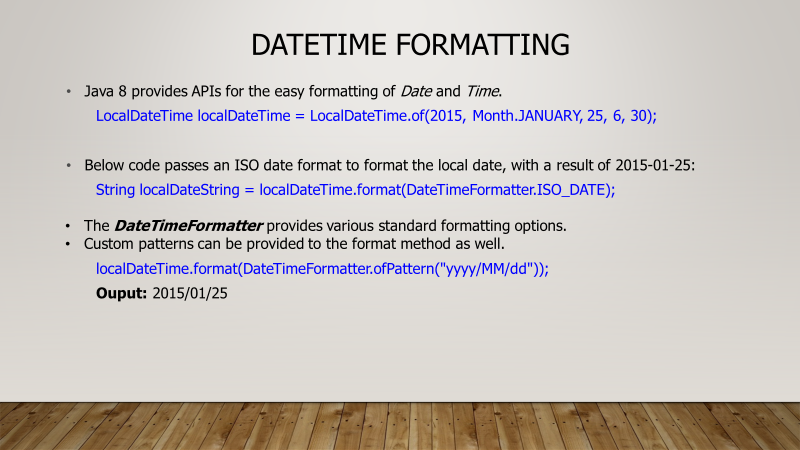 DATETIME FORMATTING
• Java 8 provides APIs for the easy formatting of Date and Time.
LocalDateTime localDateTime = LocalDateTime.of(2015, Month.JANUARY, 25, 6, 30);
• Below code passes an ISO date format to format the local date, with a result of 2015-01-25:
String localDateString = localDateTime.format(DateTimeFormatter.ISO_DATE);
• The DateTimeFormatter provides various standard formatting options.
• Custom patterns can be provided to the format method as well.
localDateTime.format(DateTimeFormatter.ofPattern("yyyy/MM/dd"));
Ouput: 2015/01/25